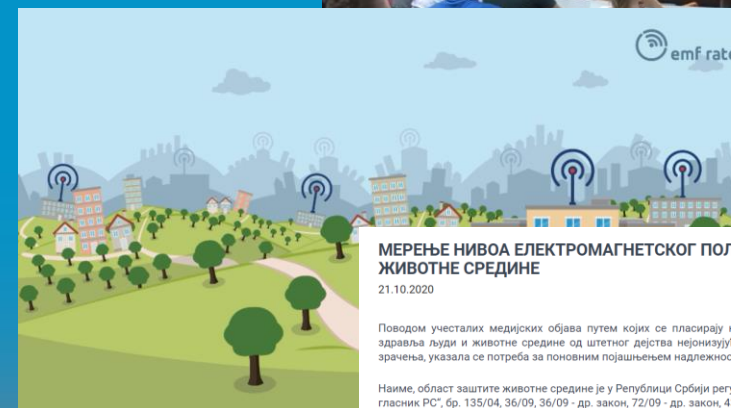 emf rate
МЕРЕЊЕ НИВОА ЕЛЕКТРОМАГНЕТСКОГ ПОЉ
ЖИВОТНЕ СРЕДИНЕ
21.10.2020
Поводом учесталих медијских објава путем којих се пласирају
здравља људи и животне средине од штетног дејства нејонизују
зрачења, указала се потреба за поновним појашњењем надлежнос
Наиме, област заштите животне средине је у Републици Србији рег
гласник РС", бр. 135/04, 36/09, 36/09 - др. закон, 72/09 - др. закон, 4